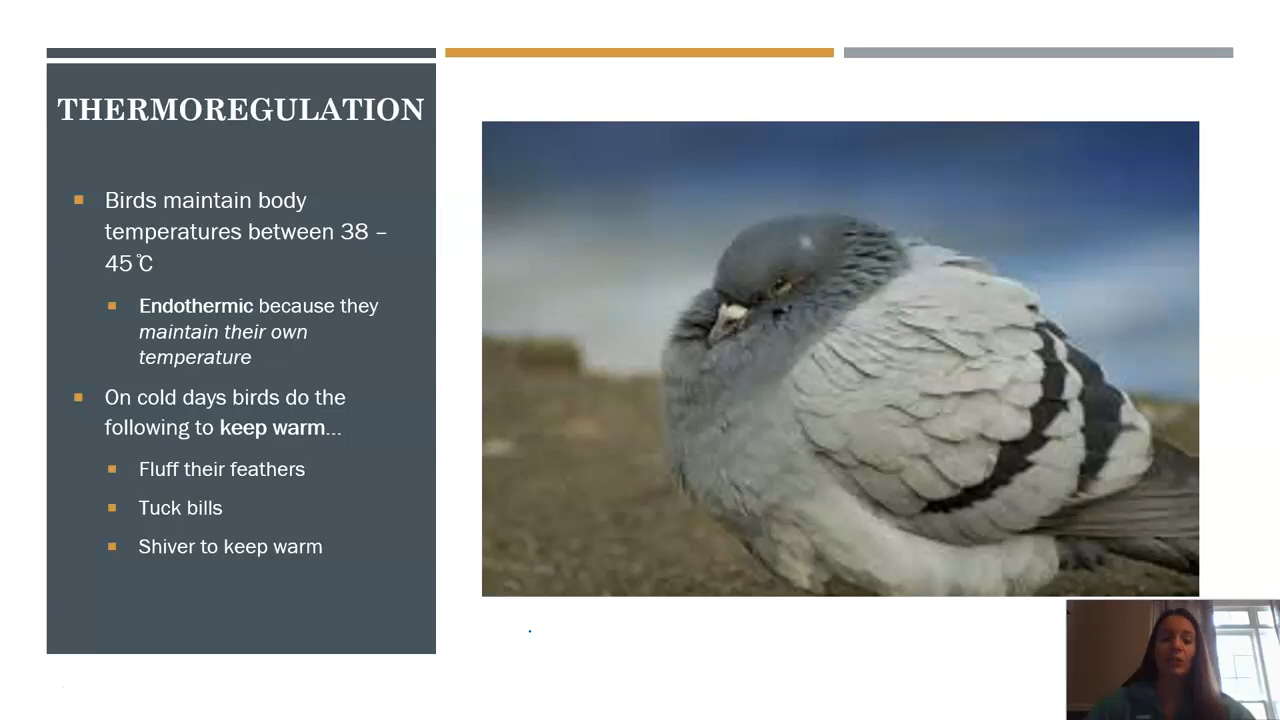 THERMOREGULATION
Birds maintain body
temperatures between 38 –
45℃
Endothermic because they
maintain their own
temperature
On cold days birds do the
following to keep warm...
Fluff their feathers
Tuck bills
Shiver to keep warm